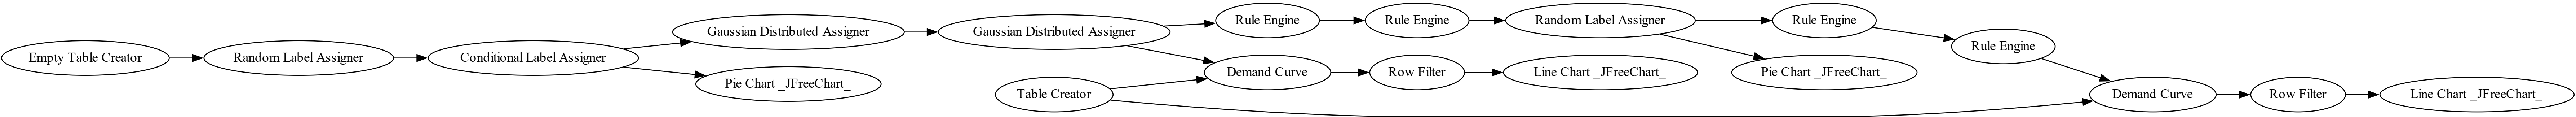 Empty Table Creator
Random Label Assigner
Conditional Label Assigner
Gaussian Distributed Assigner
Pie Chart _JFreeChart_
Gaussian Distributed Assigner
Table Creator
Rule Engine
Demand Curve
Rule Engine
Row Filter
Random Label Assigner
Line Chart _JFreeChart_
Rule Engine
Pie Chart _JFreeChart_
Rule Engine
Demand Curve
Row Filter
Line Chart _JFreeChart_